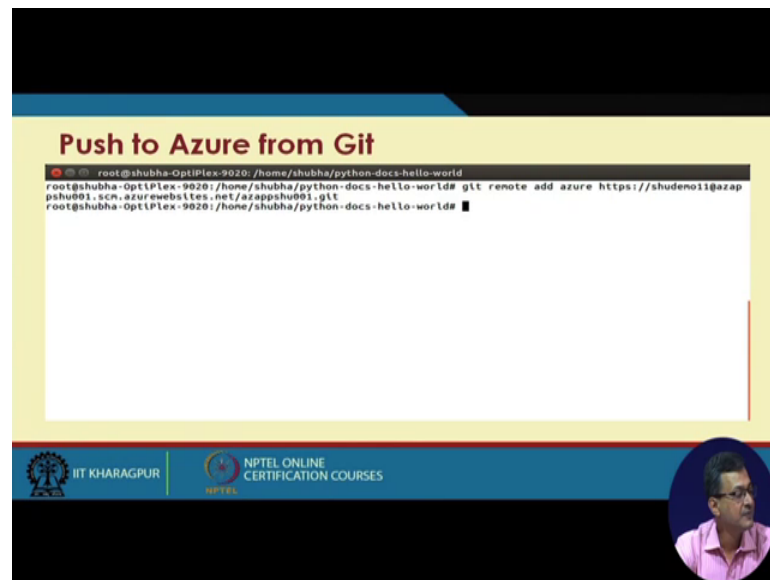 Push to Azure from Git
root@shubha-OptiPlex-9020: /home/shubha/python-docs-hello-world
root@shubha-OptiPlex-9020:/home/shubha/python-docs-hello-world# git remote add azure https://shudemo11@azap
pshu001.scm.azurewebsites.net/azappshu001.git
root@shubha-OptiPlex-9020:/home/shubha/python-docs-hello-world#
IIT KHARAGPUR
NPTEL ONLINE
CERTIFICATION COURSES
NPTEL